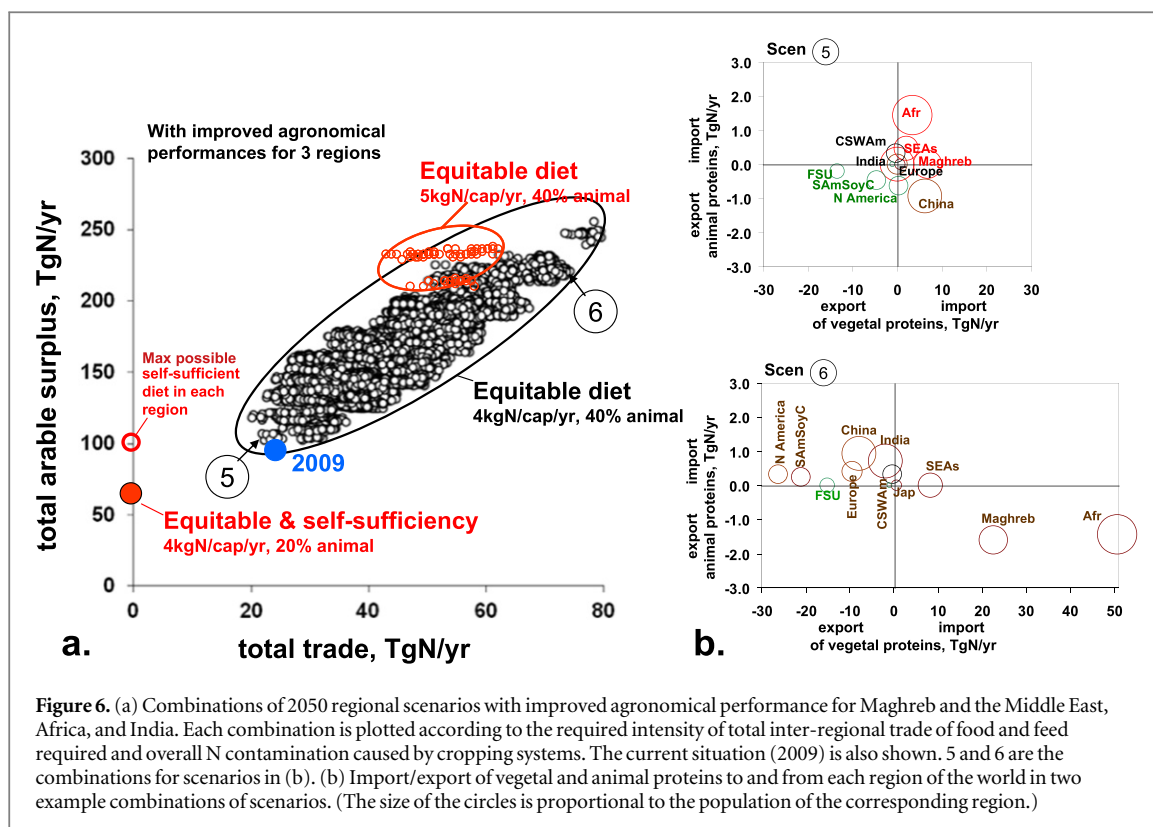 With improved agronomical
performances for 3 regions
Equitable diet
5kgN/cap/yr, 40% animal
300
250
200
150
100
50
0
total arable surplus, TgN/yr
6
Max possible
self-sufficient
diet in each
region
Equitable diet
4kgN/cap/yr, 40% animal
5
2009
Equitable & self-sufficiency
4kgN/cap/yr, 20% animal
0
20
40
60
80
a.
total trade, TgN/yr
Scen 5
3.0
2.0
1.0
0.0
-1.0
-2.0
-3.0
export import
animal proteins, TgN/yr
Afr
CSWAm
SEAs
India
Maghreb
Europe
FSU
SAmSoyC
N America
China
-30 -20 -10 0 10 20 30
export import
of vegetal proteins, TgN/yr
Scen 6
3.0
2.0
1.0
0.0
-1.0
-2.0
-3.0
export import
animal proteins, TgN/yr
N America
SAmSoyC
China
India
SEAs
FSU
Europe
CSWAm
Jap
Maghreb
Afr
-30 -20 -10 0 10 20 30 40 50
export import
of vegetal proteins, TgN/yr
b.
Figure 6. (a) Combinations of 2050 regional scenarios with improved agronomical performance for Maghreb and the Middle East,
Africa, and India. Each combination is plotted according to the required intensity of total inter-regional trade of food and feed
required and overall N contamination caused by cropping systems. The current situation (2009) is also shown. 5 and 6 are the
combinations for scenarios in (b). (b) Import/export of vegetal and animal proteins to and from each region of the world in two
example combinations of scenarios. (The size of the circles is proportional to the population of the corresponding region.)